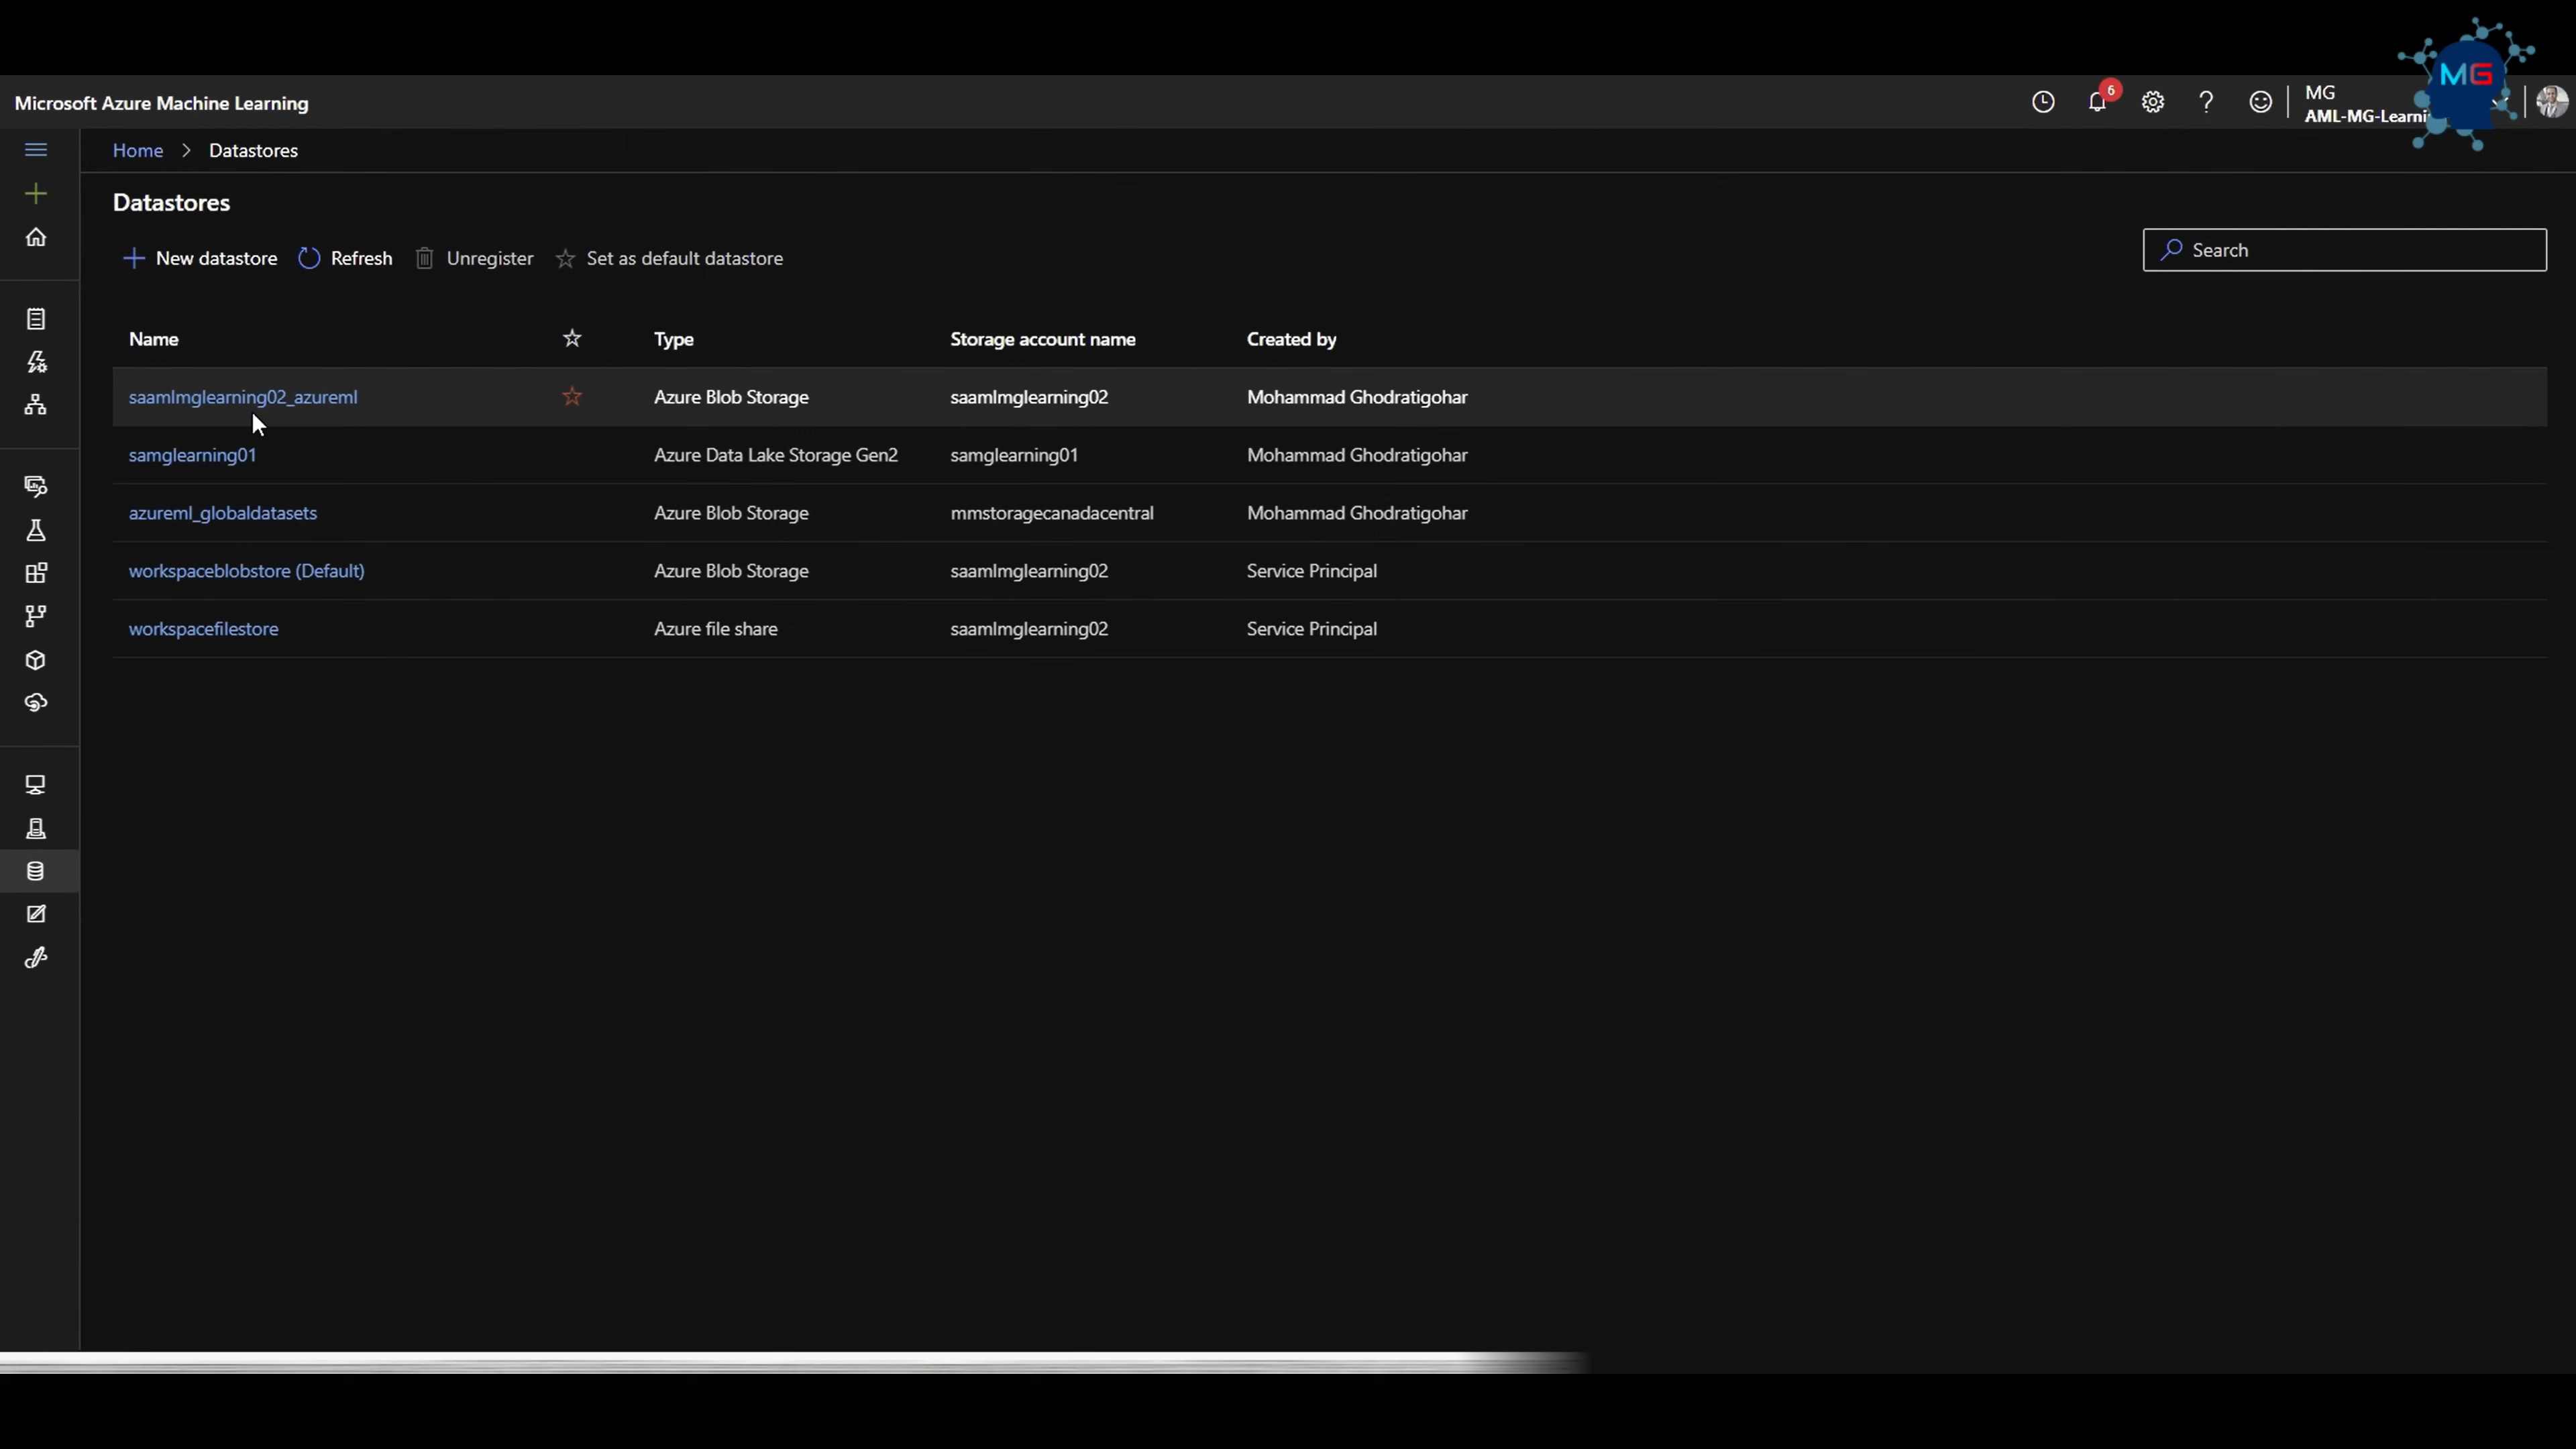 MG
Microsoft Azure Machine Learning
6
MG
AML-MG-Learni
Home > Datastores
Datastores
New datastore Refresh Unregister Set as default datastore
Search
Name Type Storage account name Created by
saamlmglearning02_azureml Azure Blob Storage saamlmglearning02 Mohammad Ghodratigohar
samglearning01 Azure Data Lake Storage Gen2 samglearning01 Mohammad Ghodratigohar
azureml_globaldatasets Azure Blob Storage mmstoragecanadacentral Mohammad Ghodratigohar
workspaceblobstore (Default) Azure Blob Storage saamlmglearning02 Service Principal
workspacefilestore Azure file share saamlmglearning02 Service Principal